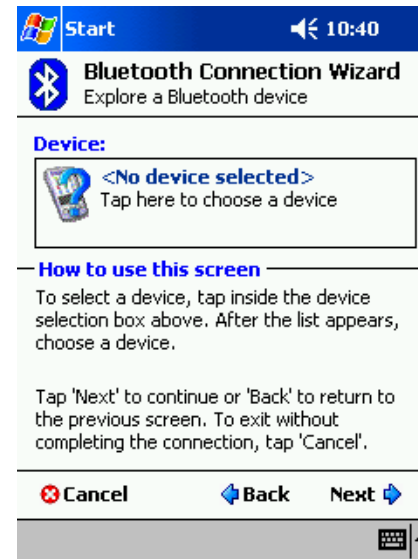 Start 10:40
Bluetooth Connection Wizard
Explore a Bluetooth device
Device:
<No device selected>
Tap here to choose a device
How to use this screen
To select a device, tap inside the device
selection box above. After the list appears,
choose a device.
Tap 'Next' to continue or 'Back' to return to
the previous screen. To exit without
completing the connection, tap 'Cancel'.
Cancel Back Next